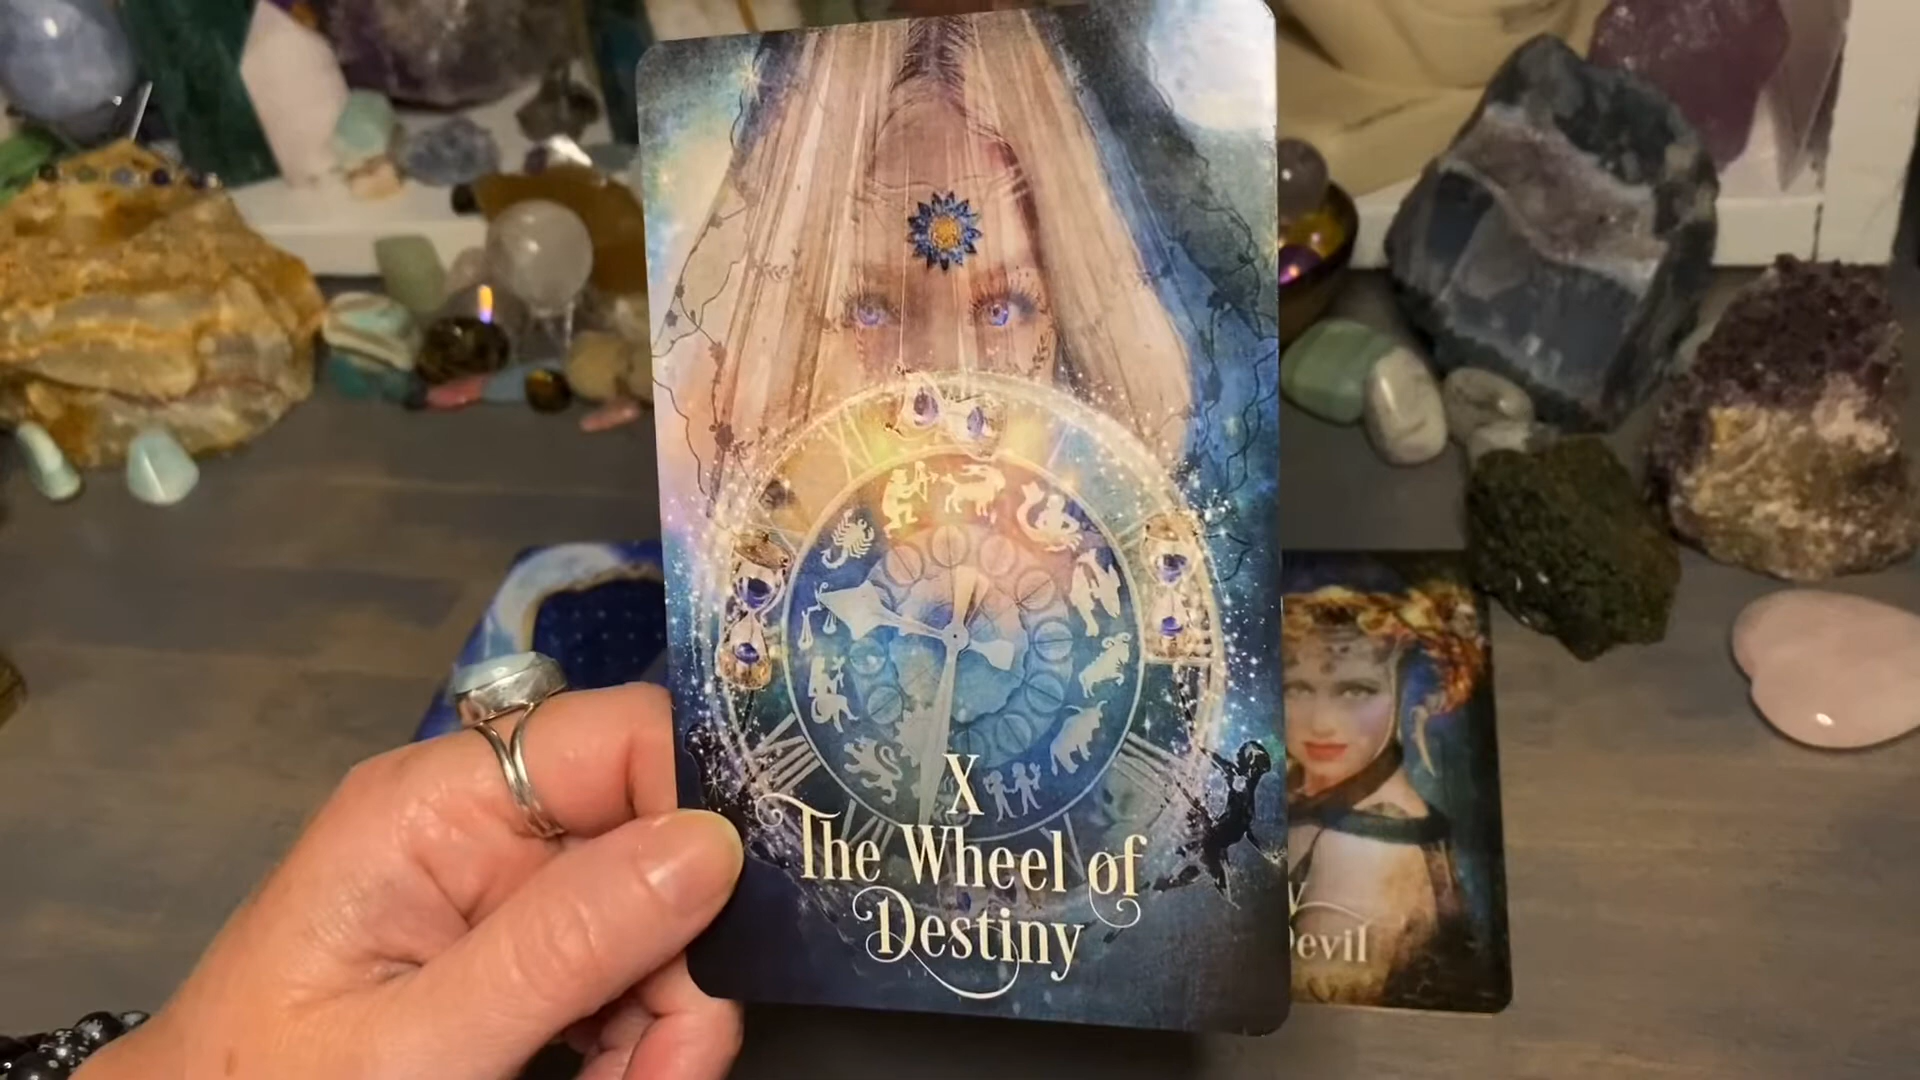 X
The Wheel of
Destiny
Devil